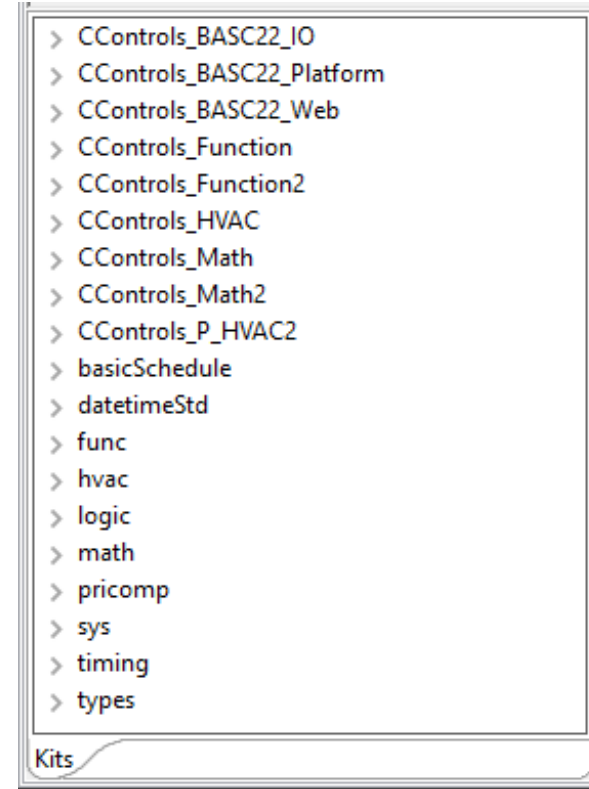 CControls_BASC22_IO
CControls_BASC22_Platform
CControls_BASC22_Web
CControls_Function
CControls_Function2
CControls_HVAC
CControls_Math
CControls_Math2
CControls_P_HVAC2
basicSchedule
datetimeStd
func
hvac
logic
math
pricomp
sys
timing
types
Kits